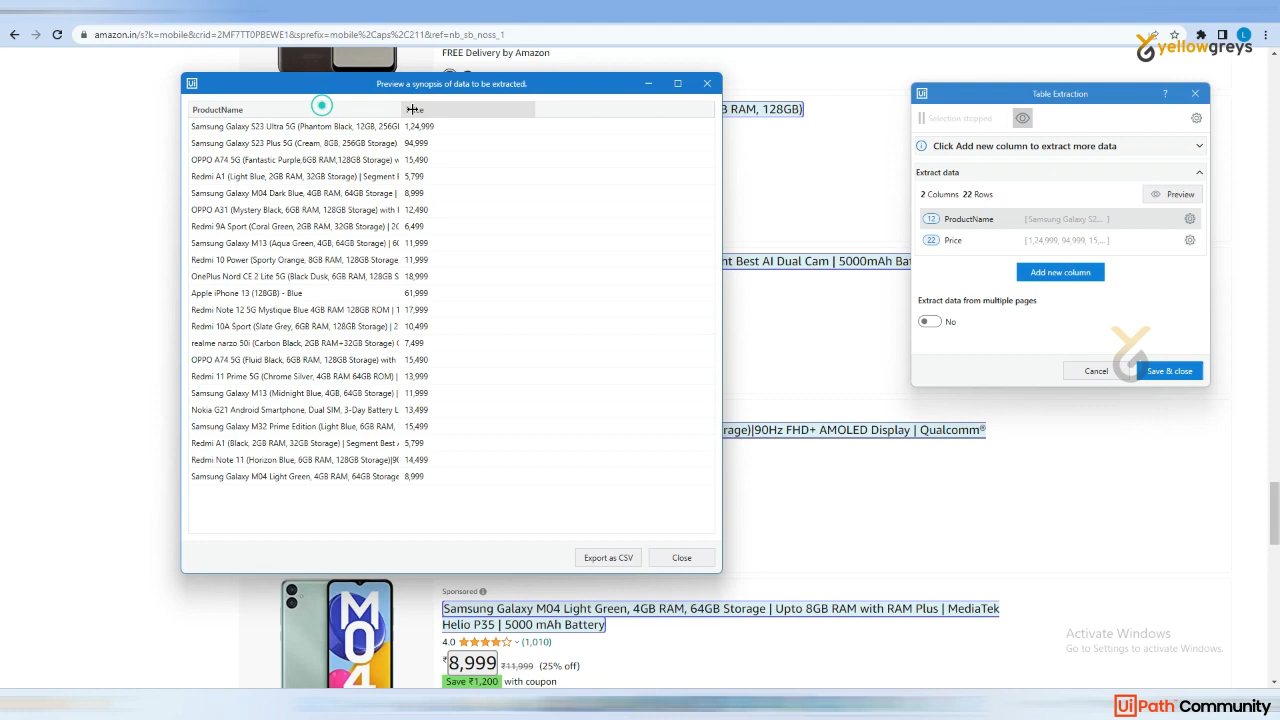 amazon.in/s?k=mobile&crid=2MF7TT0PBEWE1&sprefix=mobile%2Caps%2C211&ref=nb_sb_noss_1
L
yellowgreys
FREE Delivery by Amazon
Ui
Preview a synopsis of data to be extracted.
ProductName
Samsung Galaxy S23 Ultra 5G (Phantom Black, 12GB, 256GI 1,24,999
Samsung Galaxy S23 Plus 5G (Cream, 8GB, 256GB Storage) 94,999
OPPO A74 5G (Fantastic Purple,6GB RAM,128GB Storage) w 15,490
Redmi A1 (Light Blue, 2GB RAM, 32GB Storage) | Segment I 5,799
Samsung Galaxy M04 Dark Blue, 4GB RAM, 64GB Storage | 8,999
OPPO A31 (Mystery Black, 6GB RAM, 128GB Storage) with I 12,490
Redmi 9A Sport (Coral Green, 2GB RAM, 32GB Storage) | 2C 6,499
Samsung Galaxy M13 (Aqua Green, 4GB, 64GB Storage) | 6C 11,999
Redmi 10 Power (Sporty Orange, 8GB RAM, 128GB Storage) 11,999
OnePlus Nord CE 2 Lite 5G (Black Dusk, 6GB RAM, 128GB S 18,999
Apple iPhone 13 (128GB) - Blue 61,999
Redmi Note 12 5G Mystique Blue 4GB RAM 128GB ROM | 1 17,999
Redmi 10A Sport (Slate Grey, 6GB RAM, 128GB Storage) | 2 10,499
realme narzo 50i (Carbon Black, 2GB RAM+32GB Storage) ( 7,499
OPPO A74 5G (Fluid Black, 6GB RAM, 128GB Storage) with 15,490
Redmi 11 Prime 5G (Chrome Silver, 4GB RAM 64GB ROM) | 13,999
Samsung Galaxy M13 (Midnight Blue, 4GB, 64GB Storage) | 11,999
Nokia G21 Android Smartphone, Dual SIM, 3-Day Battery L 13,499
Samsung Galaxy M32 Prime Edition (Light Blue, 6GB RAM, 15,499
Redmi A1 (Black, 2GB RAM, 32GB Storage) | Segment Best A 5,799
Redmi Note 11 (Horizon Blue, 6GB RAM, 128GB Storage)|9( 14,499
Samsung Galaxy M04 Light Green, 4GB RAM, 64GB Storage 8,999
Export as CSV
Close
B RAM, 128GB)
nt Best AI Dual Cam | 5000mAh Bat
rage)|90Hz FHD+ AMOLED Display | Qualcomm®
Ui
Table Extraction
?
Selection stopped
Click Add new column to extract more data
Extract data
2 Columns 22 Rows
Preview
12 ProductName [ Samsung Galaxy S2... ]
22 Price [ 1,24,999, 94,999, 15,... ]
Add new column
Extract data from multiple pages
No
Cancel
Save & close
Sponsored
Samsung Galaxy M04 Light Green, 4GB RAM, 64GB Storage | Upto 8GB RAM with RAM Plus | MediaTek
Helio P35 | 5000 mAh Battery
4.0 (1,010)
₹8,999 ₹11,999 (25% off)
Save ₹1,200 with coupon
M
0
4
Activate Windows
Go to Settings to activate Windows.
UiPath Community